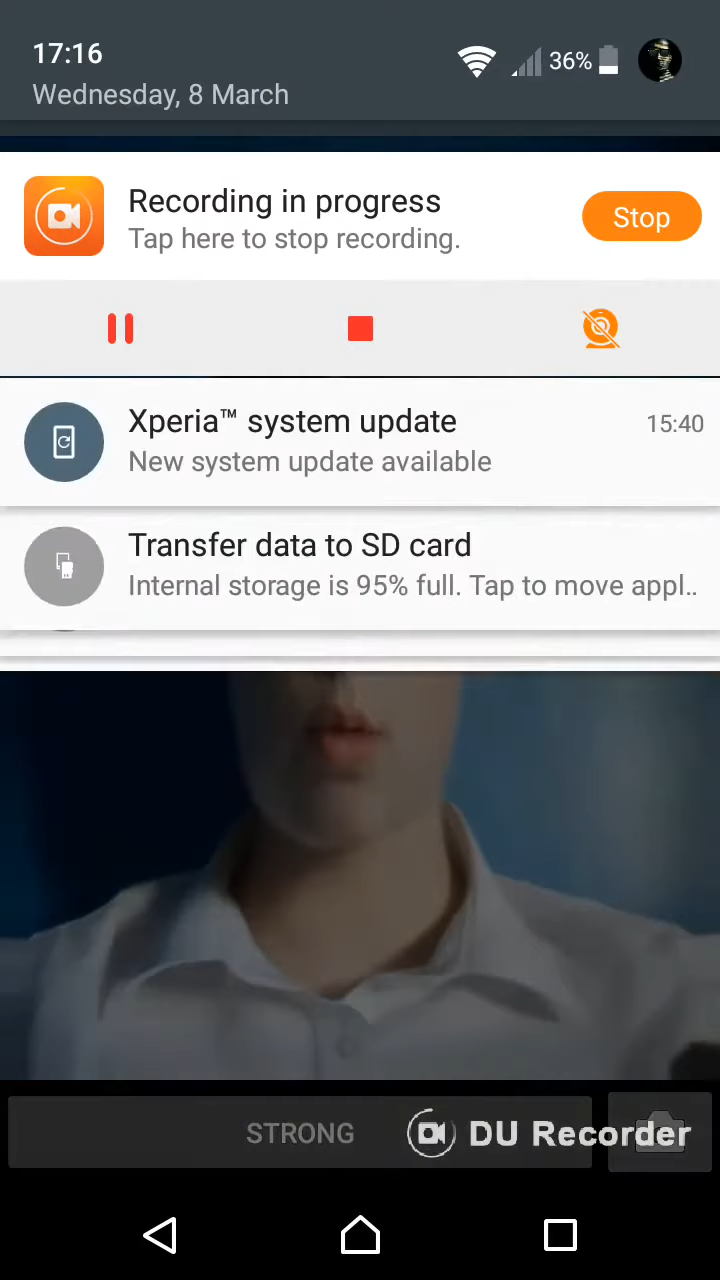 17:16
36%
Wednesday, 8 March
Recording in progress
Tap here to stop recording.
Stop
Xperia™ system update
15:40
New system update available
Transfer data to SD card
Internal storage is 95% full. Tap to move appl..
STRONG
DU Recorder